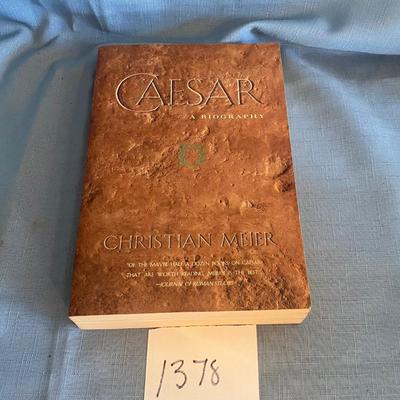 CAESAR
A BIOGRAPHY
CHRISTIAN MEIER
"OF THE MAYBE HALF A DOZEN BOOKS ON CAESAR
THAT ARE WORTH READING, MEIER'S IS THE BEST."
—JOURNAL OF ROMAN STUDIES
1378